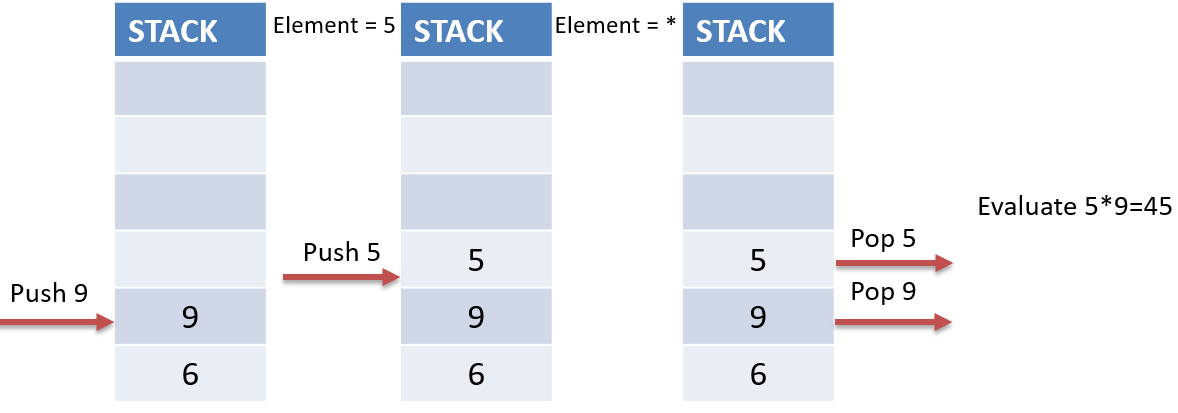 STACK
Element = 5
STACK
Element = *
STACK
Evaluate 5*9=45
Push 5
5
5
Pop 5
Push 9
9
9
9
Pop 9
6
6
6